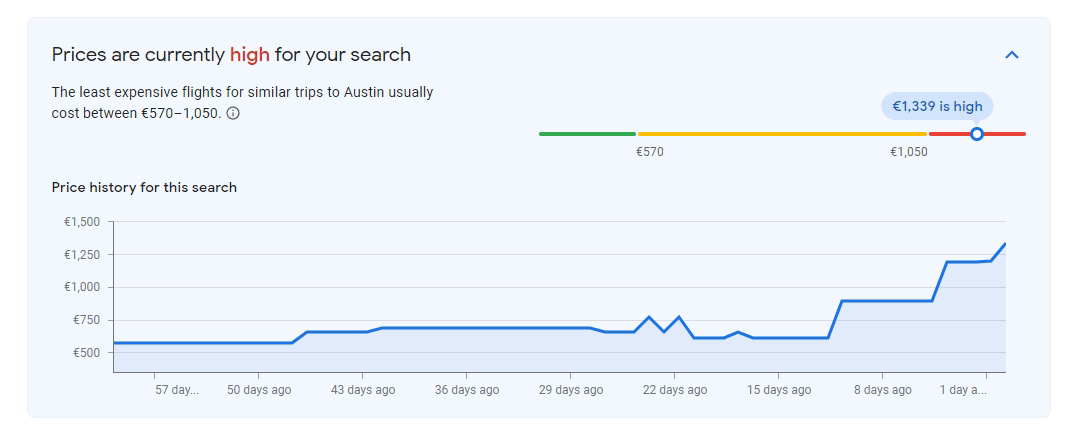 Prices are currently high for your search
The least expensive flights for similar trips to Austin usually
cost between €570–1,050.
€1,339 is high
€570
€1,050
Price history for this search
€1,500
€1,250
€1,000
€750
€500
57 day...
50 days ago
43 days ago
36 days ago
29 days ago
22 days ago
15 days ago
8 days ago
1 day a...